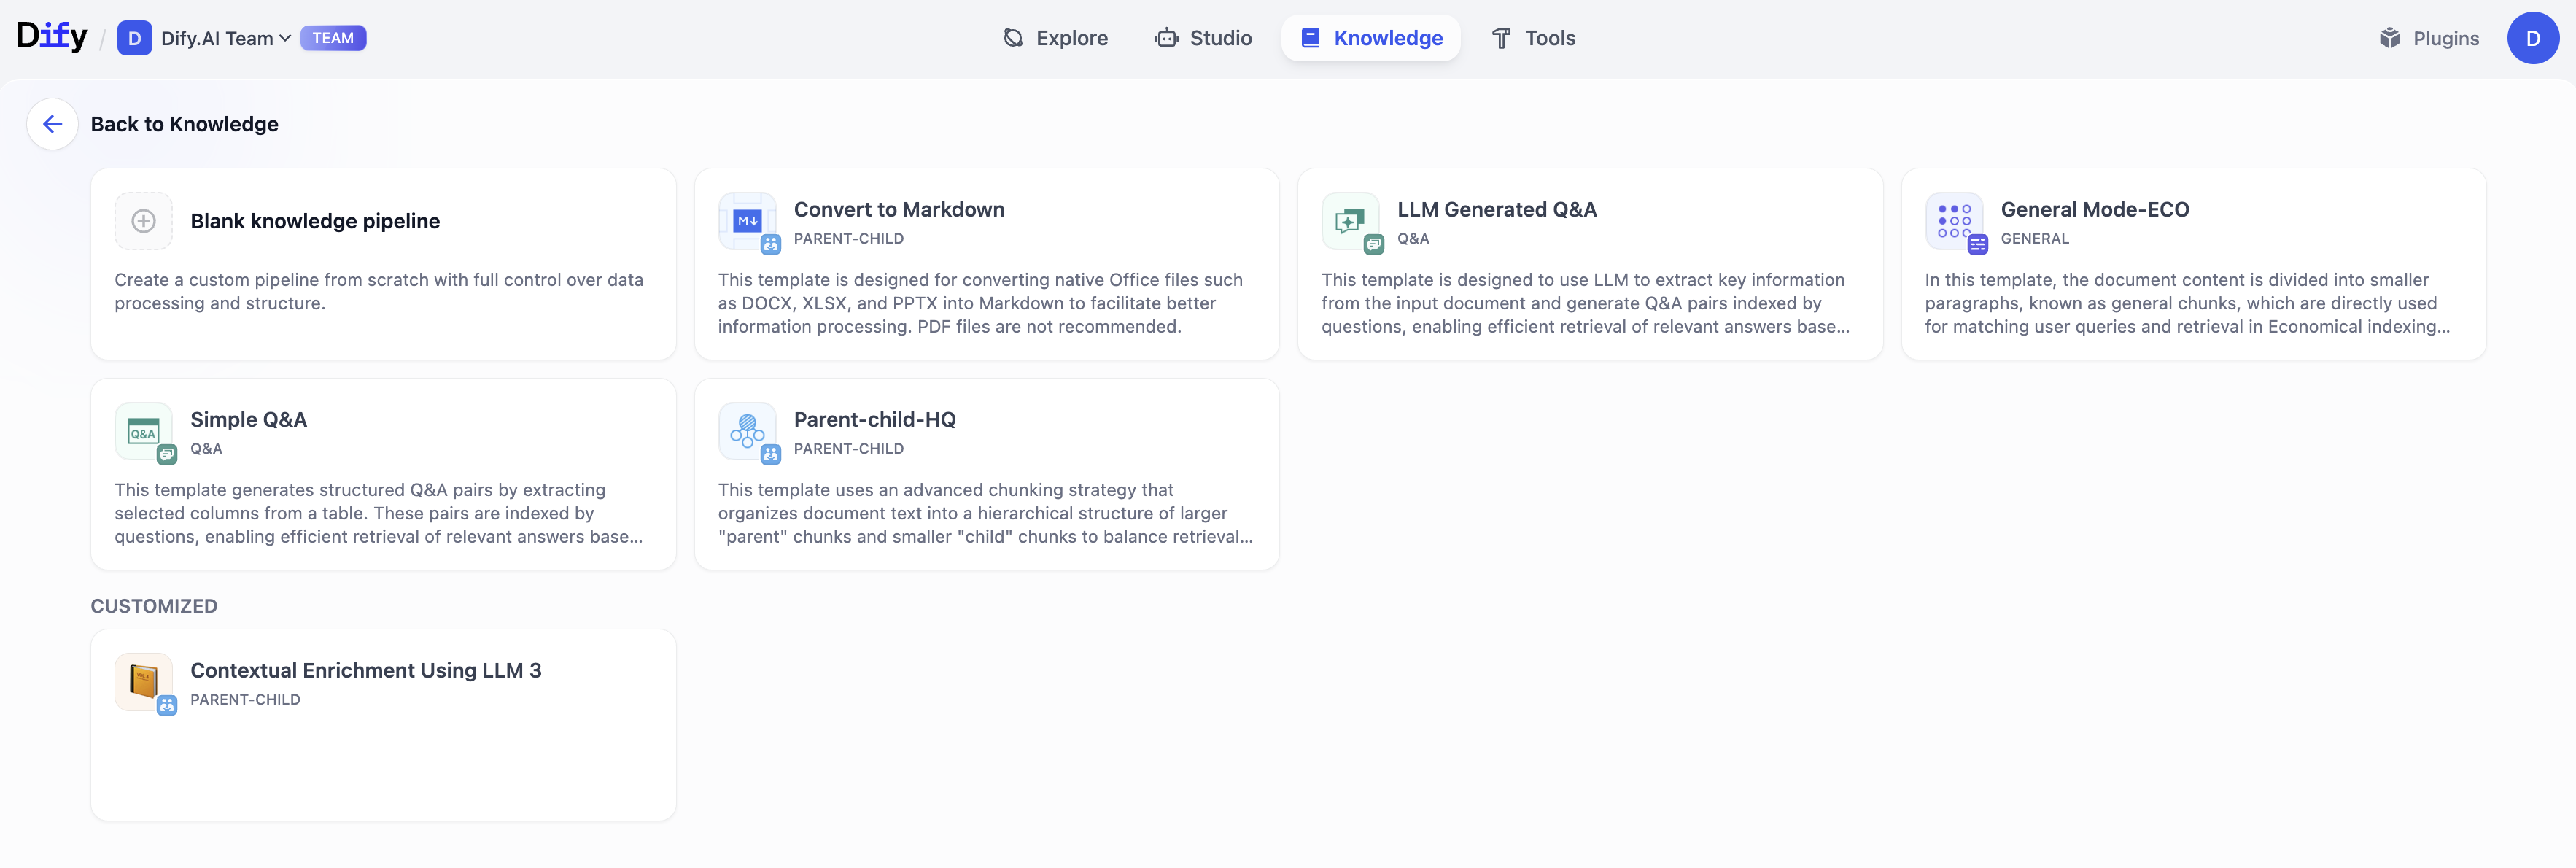 Dify / D Dify.AI Team TEAM
Explore
Studio
Knowledge
Tools
Plugins
D
Back to Knowledge
Blank knowledge pipeline
Create a custom pipeline from scratch with full control over data
processing and structure.
M↓
Convert to Markdown
PARENT-CHILD
This template is designed for converting native Office files such
as DOCX, XLSX, and PPTX into Markdown to facilitate better
information processing. PDF files are not recommended.
LLM Generated Q&A
Q&A
This template is designed to use LLM to extract key information
from the input document and generate Q&A pairs indexed by
questions, enabling efficient retrieval of relevant answers base...
General Mode-ECO
GENERAL
In this template, the document content is divided into smaller
paragraphs, known as general chunks, which are directly used
for matching user queries and retrieval in Economical indexing...
Q&A
Simple Q&A
Q&A
This template generates structured Q&A pairs by extracting
selected columns from a table. These pairs are indexed by
questions, enabling efficient retrieval of relevant answers base...
Parent-child-HQ
PARENT-CHILD
This template uses an advanced chunking strategy that
organizes document text into a hierarchical structure of larger
"parent" chunks and smaller "child" chunks to balance retrieval...
CUSTOMIZED
Contextual Enrichment Using LLM 3
PARENT-CHILD